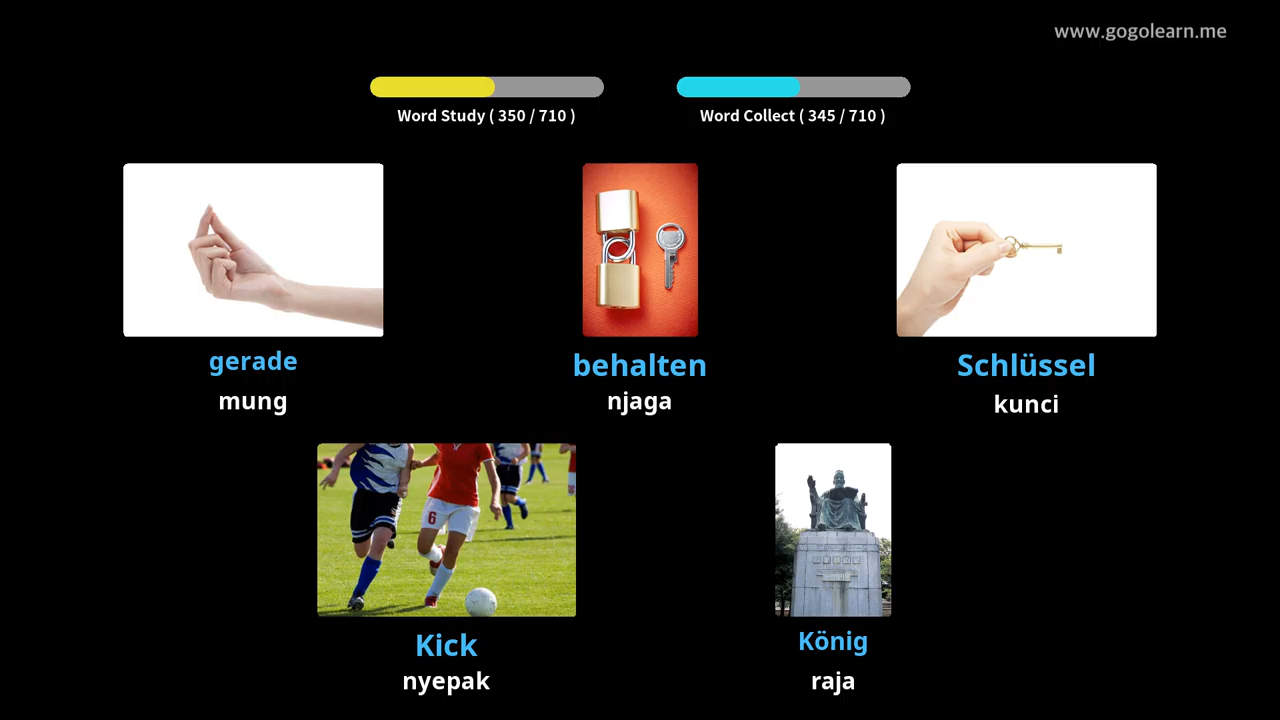 www.gogolearn.me
Word Study ( 350 / 710 )
Word Collect ( 345 / 710 )
gerade
mung
behalten
njaga
Schlüssel
kunci
Kick
nyepak
König
raja
6